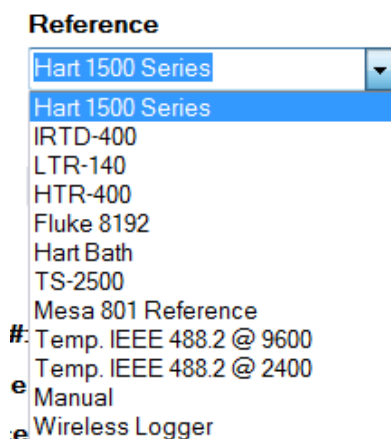 Reference
Hart 1500 Series
Hart 1500 Series
IRTD-400
LTR-140
HTR-400
Fluke 8192
Hart Bath
TS-2500
Mesa 801 Reference
#: Temp. IEEE 488.2 @ 9600
Temp. IEEE 488.2 @ 2400
e Manual
e Wireless Logger